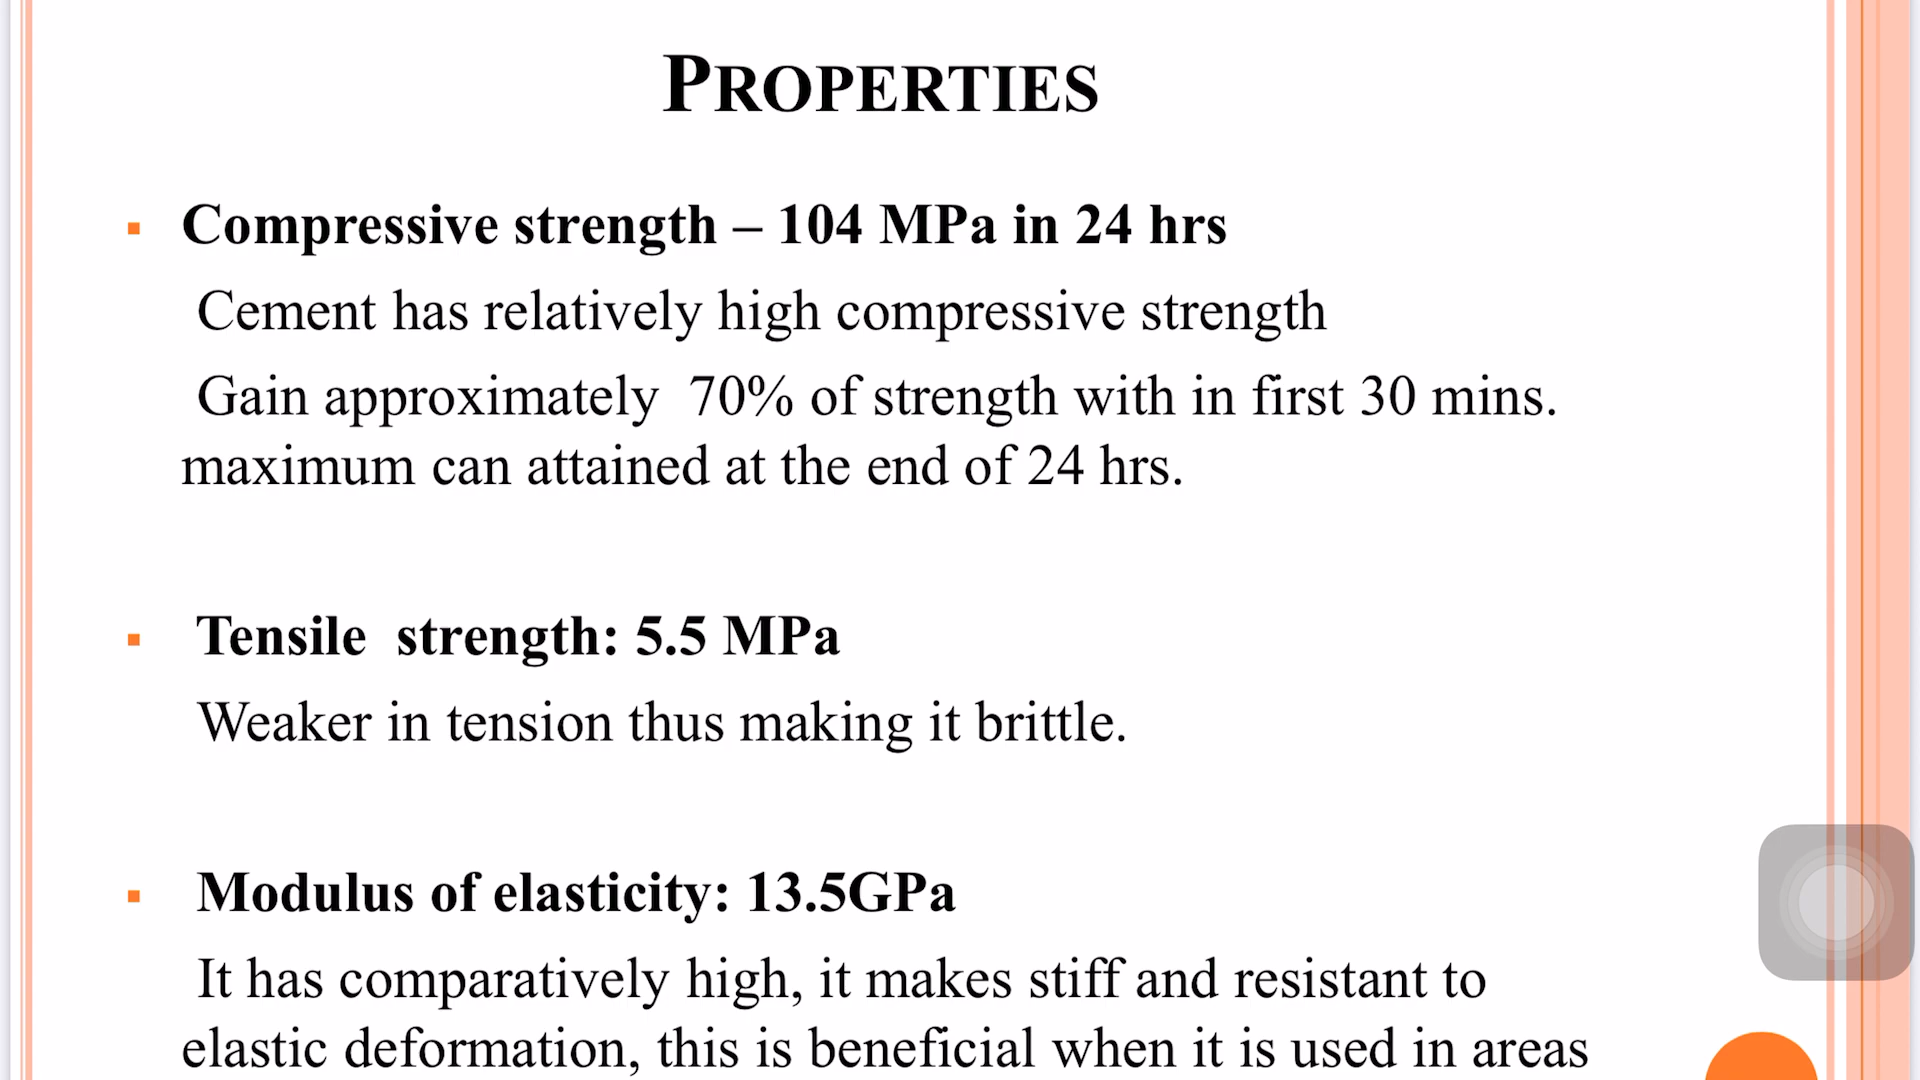 PROPERTIES
▪ Compressive strength – 104 MPa in 24 hrs
Cement has relatively high compressive strength
Gain approximately 70% of strength with in first 30 mins.
maximum can attained at the end of 24 hrs.
▪ Tensile strength: 5.5 MPa
Weaker in tension thus making it brittle.
▪ Modulus of elasticity: 13.5GPa
It has comparatively high, it makes stiff and resistant to
elastic deformation, this is beneficial when it is used in areas